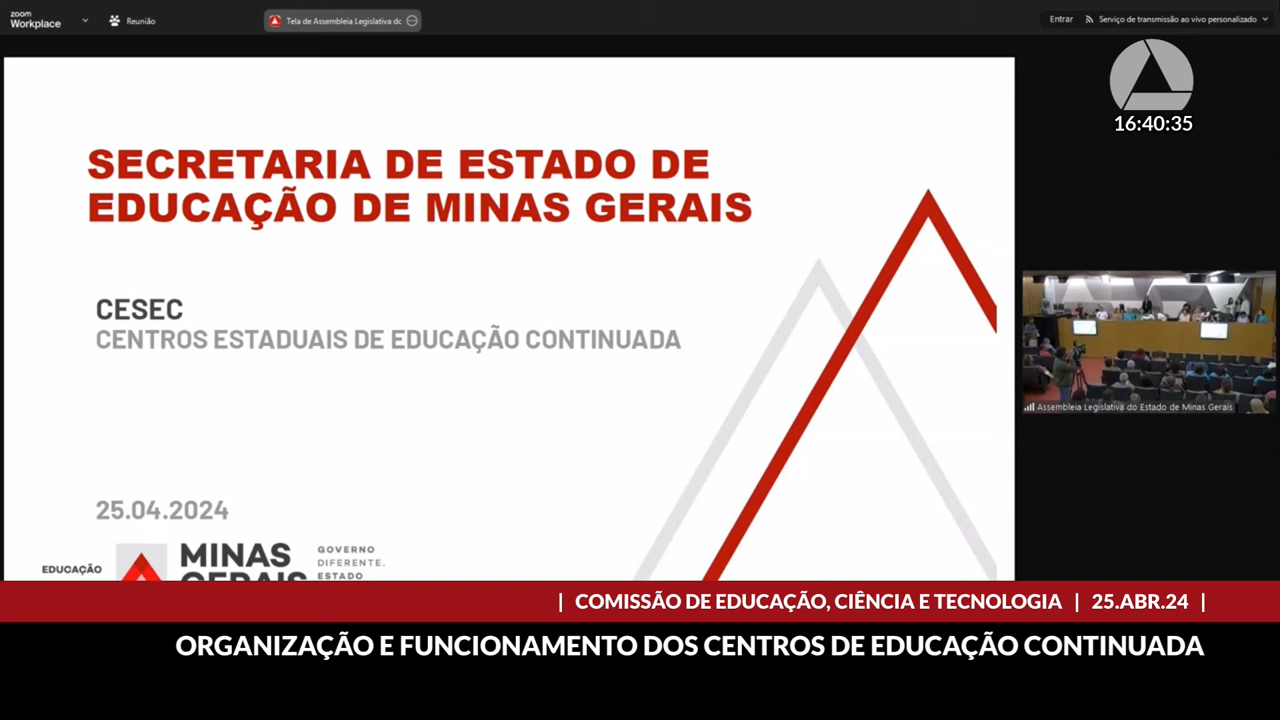 zoom
Workplace
Reunião
Tela de Assembleia Legislativa do
Entrar
Serviço de transmissão ao vivo personalizado
16:40:35
SECRETARIA DE ESTADO DE
EDUCAÇÃO DE MINAS GERAIS
CESEC
CENTROS ESTADUAIS DE EDUCAÇÃO CONTINUADA
Assembleia Legislativa do Estado de Minas Gerais
25.04.2024
EDUCAÇÃO
MINAS
GERAIS
GOVERNO
DIFERENTE.
ESTADO
| COMISSÃO DE EDUCAÇÃO, CIÊNCIA E TECNOLOGIA | 25.ABR.24 |
ORGANIZAÇÃO E FUNCIONAMENTO DOS CENTROS DE EDUCAÇÃO CONTINUADA